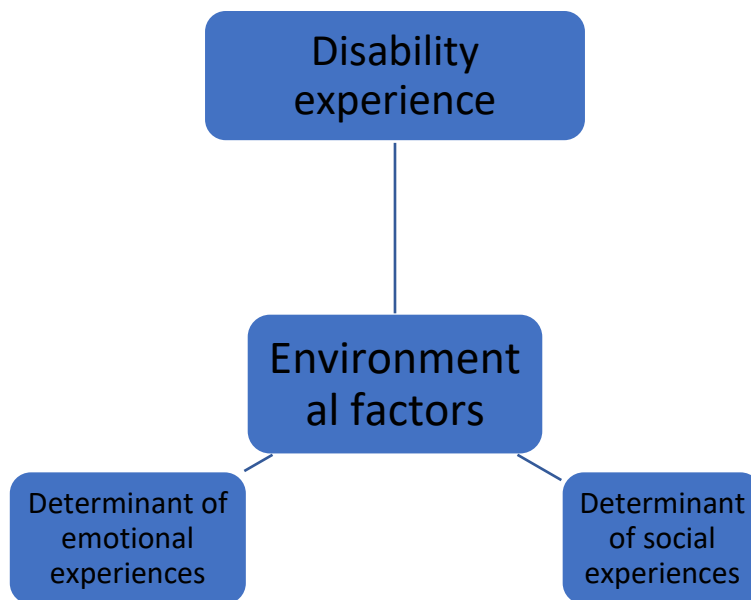 Disability
experience
Environment
al factors
Determinant of
emotional
experiences
Determinant
of social
experiences